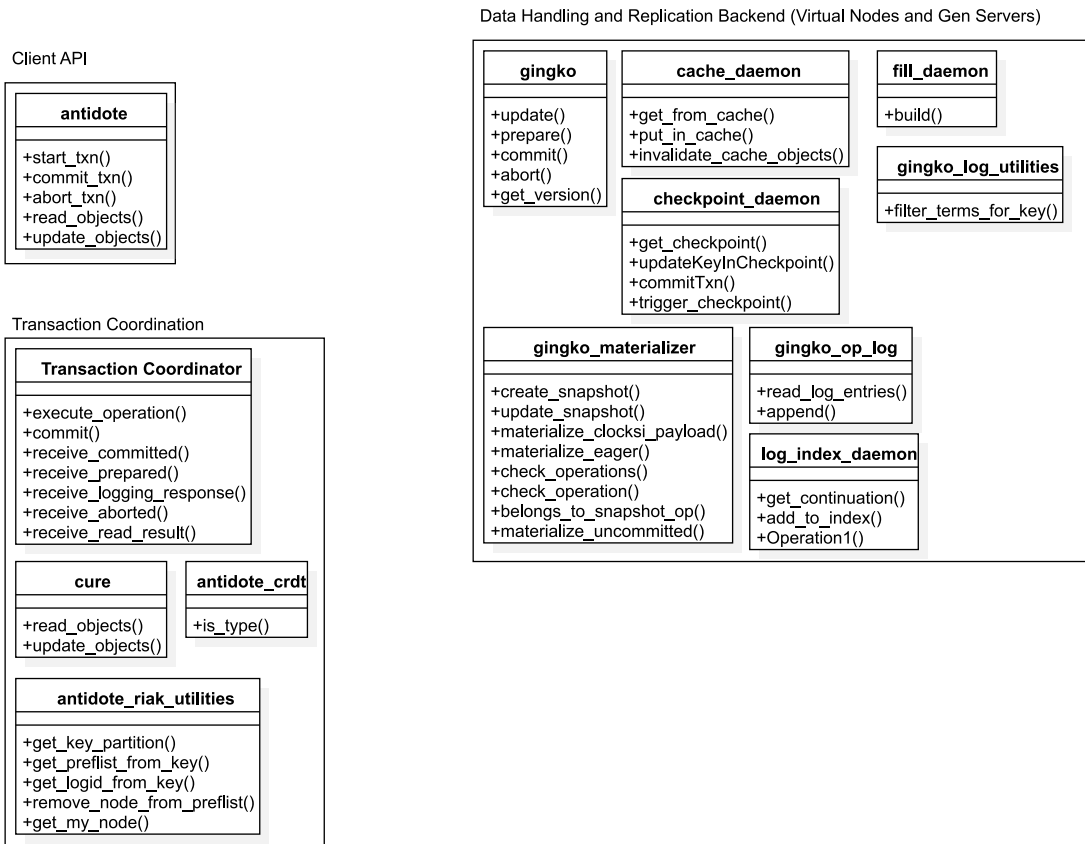 Client API
antidote
+start_txn()
+commit_txn()
+abort_txn()
+read_objects()
+update_objects()
Transaction Coordination
Transaction Coordinator
+execute_operation()
+commit()
+receive_committed()
+receive_prepared()
+receive_logging_response()
+receive_aborted()
+receive_read_result()
cure
+read_objects()
+update_objects()
antidote_crdt
+is_type()
antidote_riak_utilities
+get_key_partition()
+get_preflist_from_key()
+get_logid_from_key()
+remove_node_from_preflist()
+get_my_node()
Data Handling and Replication Backend (Virtual Nodes and Gen Servers)
gingko
+update()
+prepare()
+commit()
+abort()
+get_version()
cache_daemon
+get_from_cache()
+put_in_cache()
+invalidate_cache_objects()
fill_daemon
+build()
gingko_log_utilities
+filter_terms_for_key()
checkpoint_daemon
+get_checkpoint()
+updateKeyInCheckpoint()
+commitTxn()
+trigger_checkpoint()
gingko_materializer
+create_snapshot()
+update_snapshot()
+materialize_clocksi_payload()
+materialize_eager()
+check_operations()
+check_operation()
+belongs_to_snapshot_op()
+materialize_uncommitted()
gingko_op_log
+read_log_entries()
+append()
log_index_daemon
+get_continuation()
+add_to_index()
+Operation1()